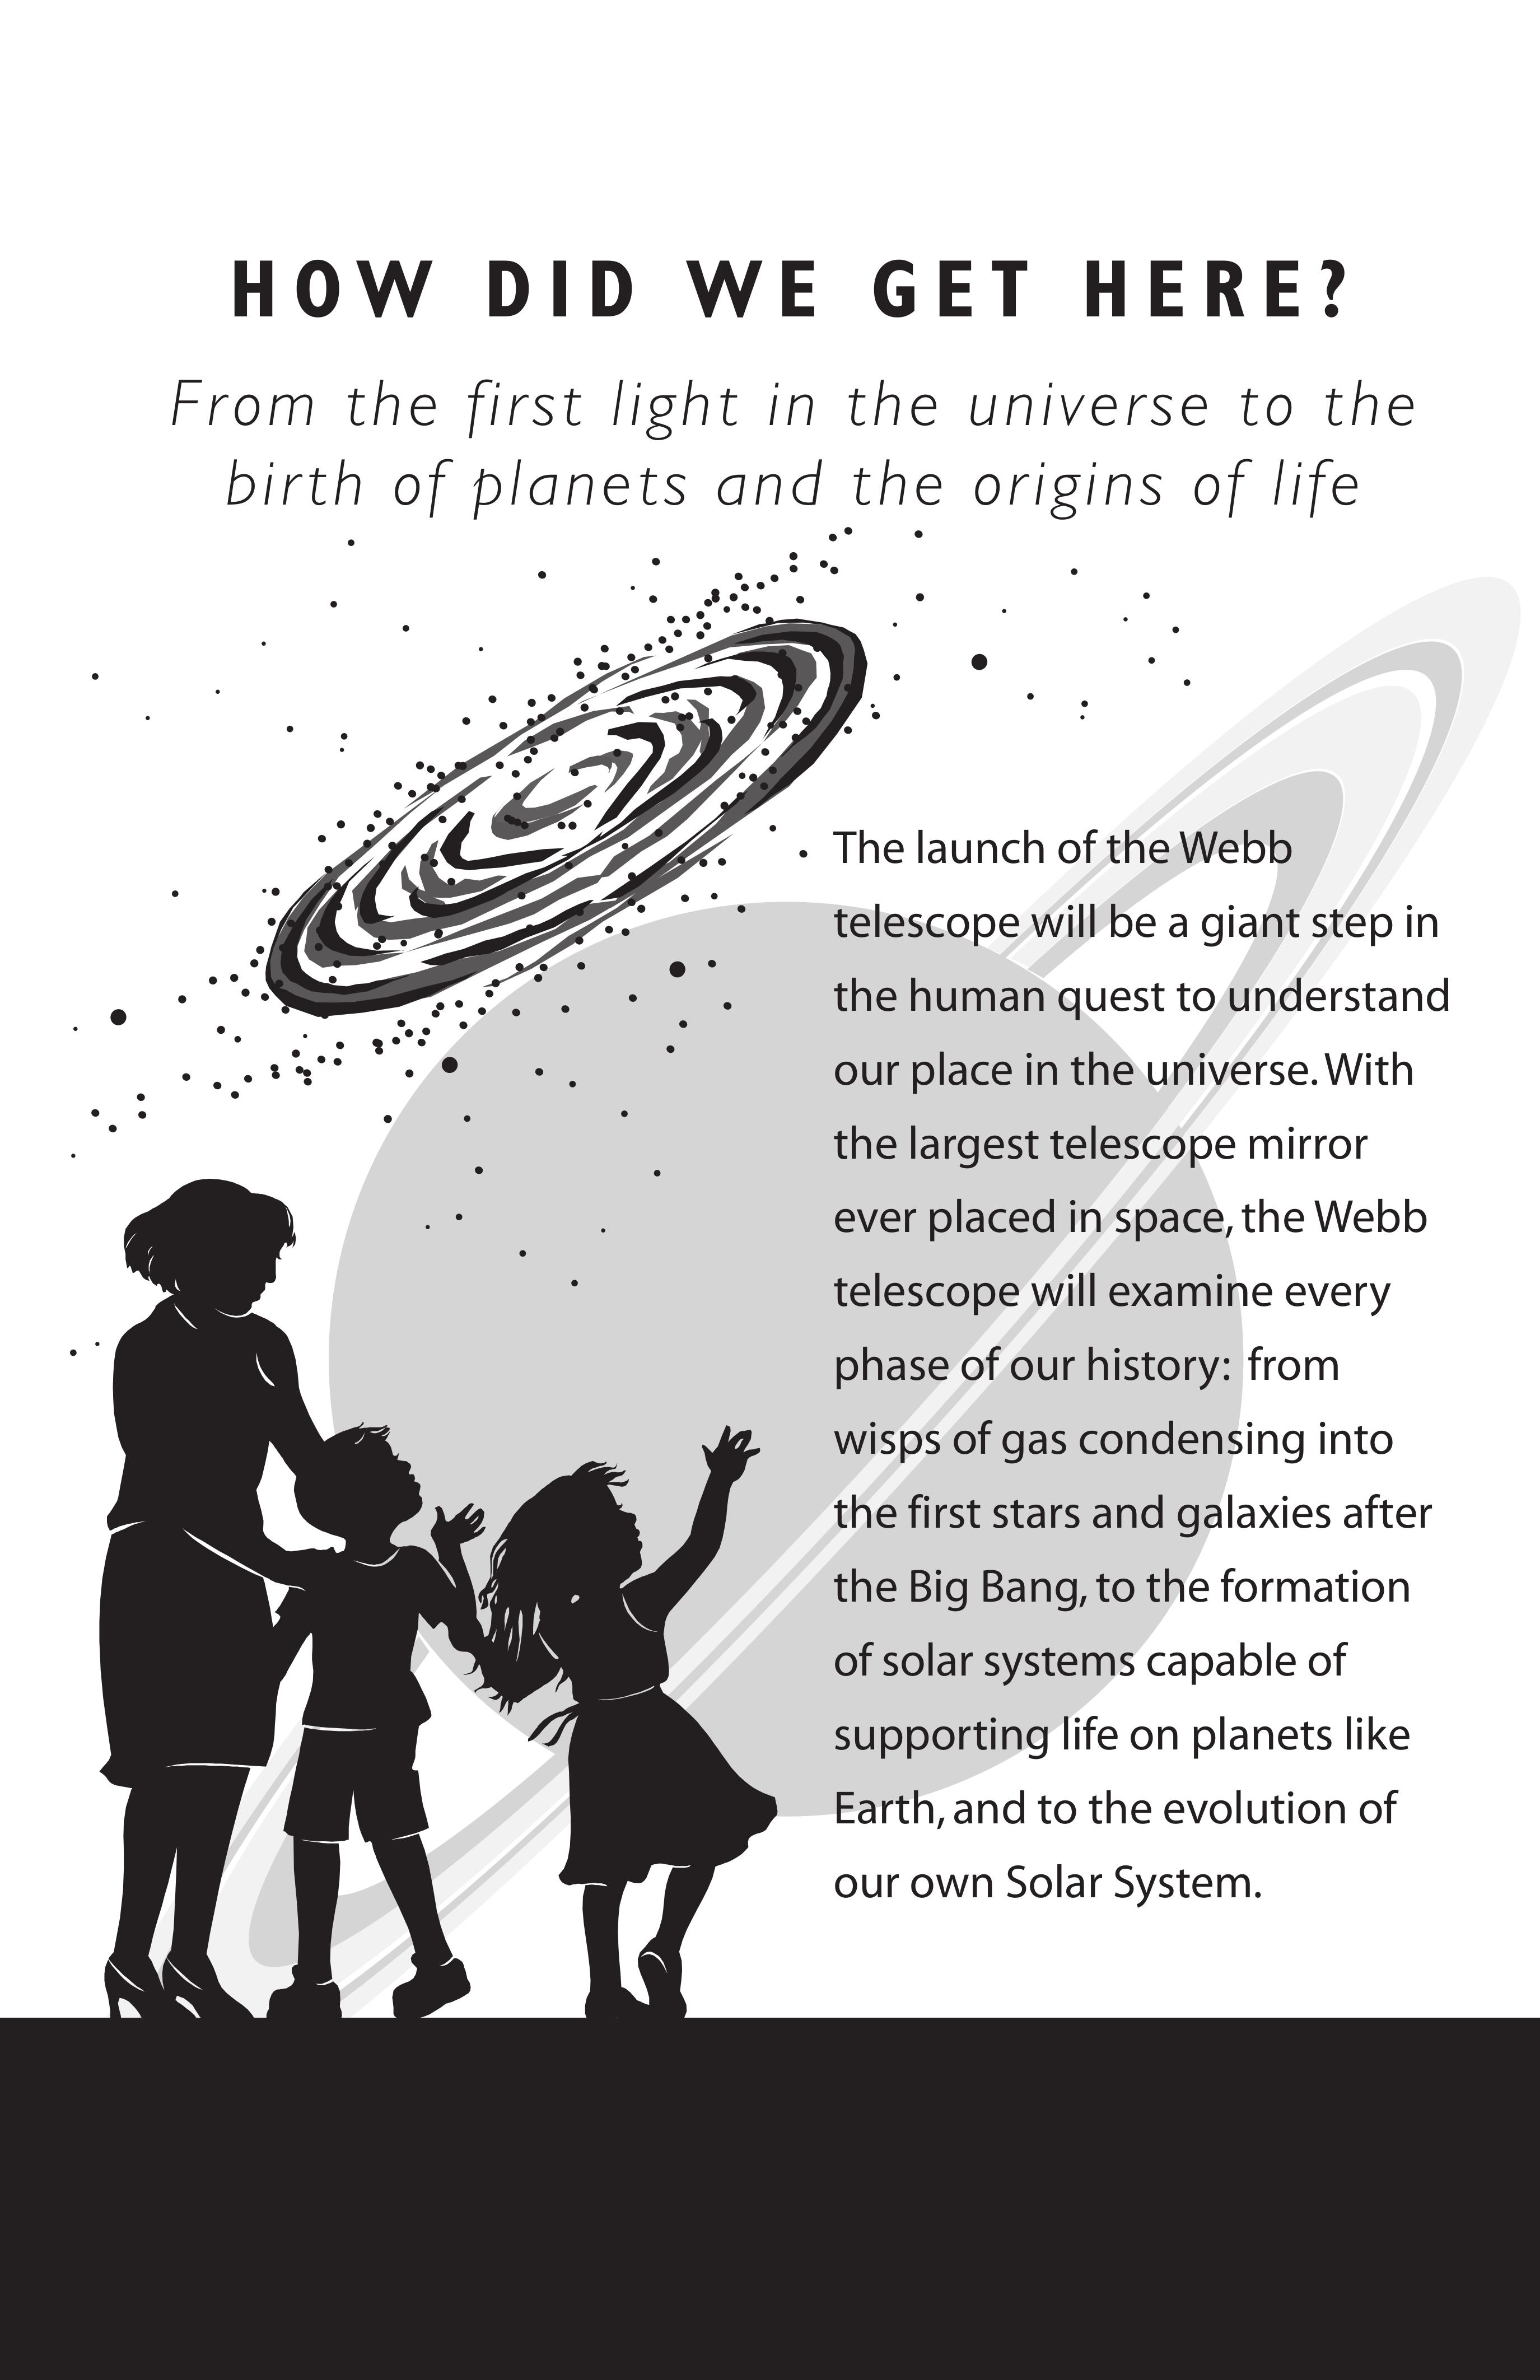 HOW DID WE GET HERE?
From the first light in the universe to the
birth of planets and the origins of life
The launch of the Webb
telescope will be a giant step in
the human quest to understand
our place in the universe. With
the largest telescope mirror
ever placed in space, the Webb
telescope will examine every
phase of our history:  from
wisps of gas condensing into
the first stars and galaxies after
the Big Bang, to the formation
of solar systems capable of
supporting life on planets like
Earth, and to the evolution of
our own Solar System.